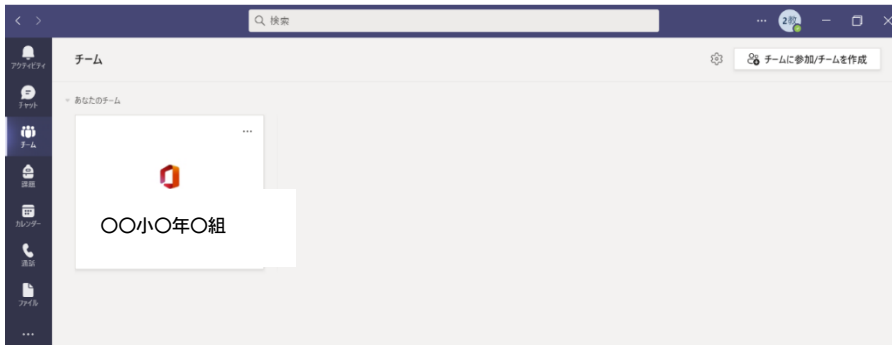 検索
2教
アクティビティ
チーム
チームに参加/チームを作成
チャット
あなたのチーム
チーム
課題
〇〇小〇年〇組
カレンダー
通話
ファイル